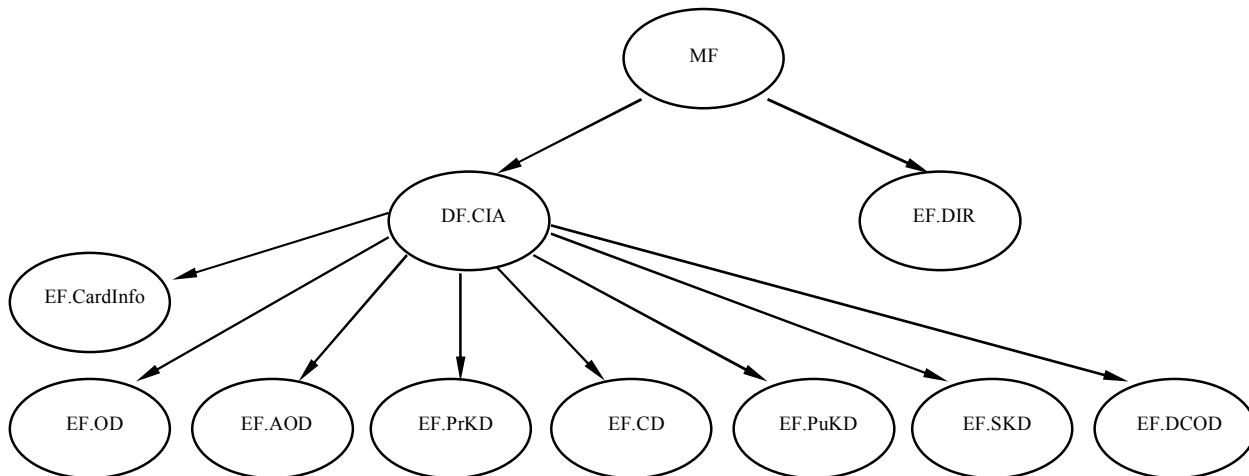 MF
DF.CIA
EF.DIR
EF.CardInfo
EF.OD
EF.AOD
EF.PrKD
EF.CD
EF.PuKD
EF.SKD
EF.DCOD